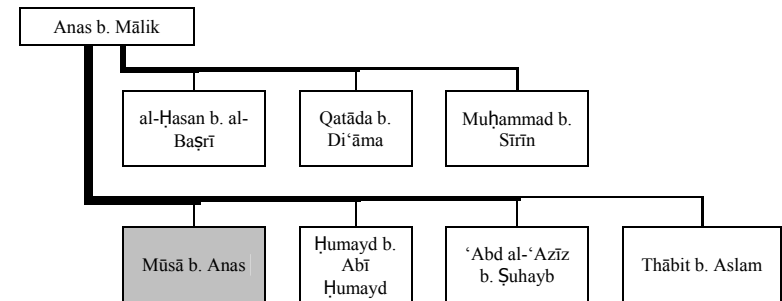 Anas b. Mālik
al-Ḥasan b. al-
Baṣrī
Qatāda b.
Di‘āma
Muḥammad b.
Sīrīn
Mūsā b. Anas
Ḥumayd b.
Abī
Ḥumayd
‘Abd al-‘Azīz
b. Ṣuhayb
Thābit b. Aslam